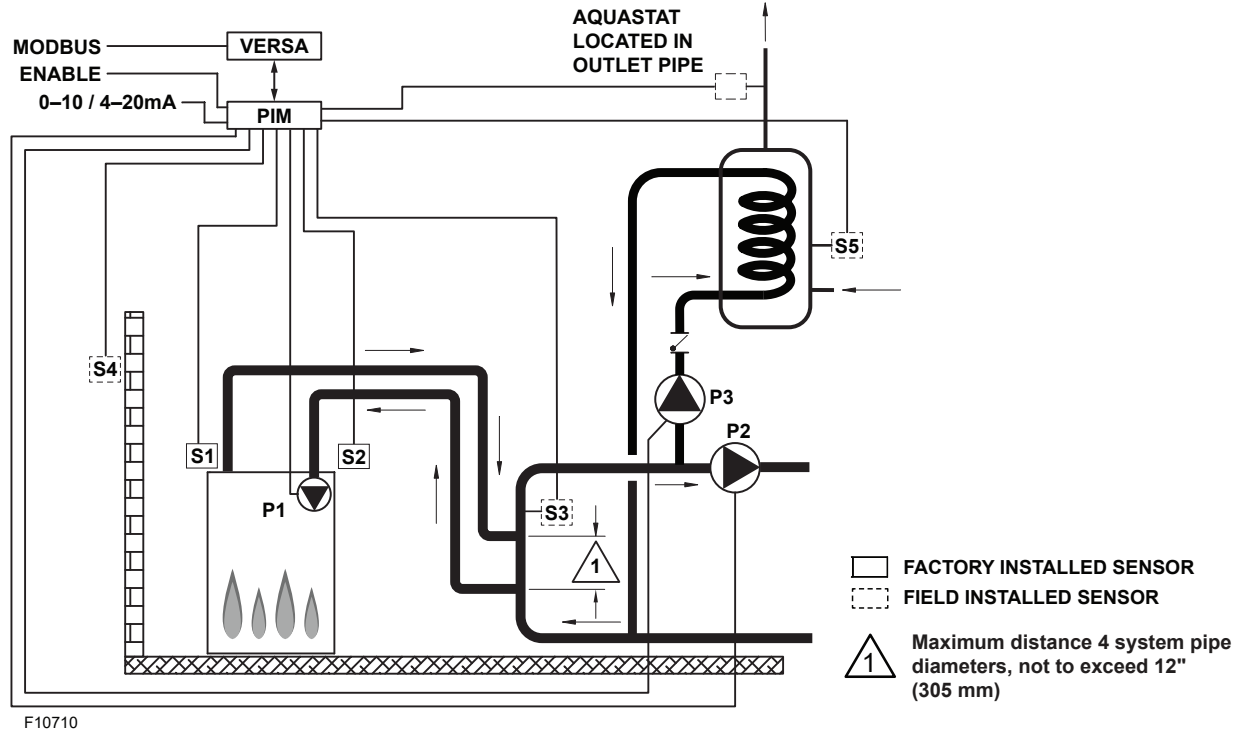 AQUASTAT
LOCATED IN
OUTLET PIPE
MODBUS
VERSA
ENABLE
0–10 / 4–20mA
PIM
S5
S4
P3
P2
S1
S2
P1
S3
1
FACTORY INSTALLED SENSOR
FIELD INSTALLED SENSOR
1
Maximum distance 4 system pipe
diameters, not to exceed 12"
(305 mm)
F10710